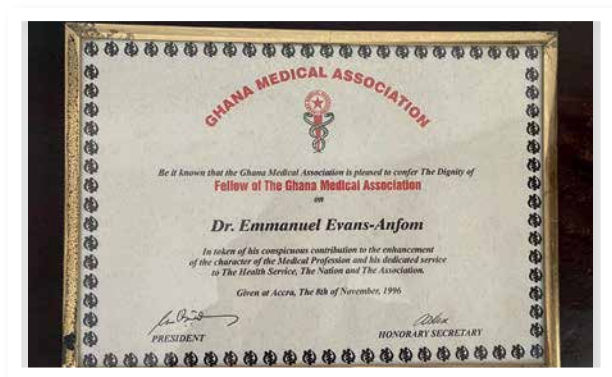 GHANA MEDICAL ASSOCIATION
Be it known that the Ghana Medical Association is pleased to confer The Dignity of
Fellow of The Ghana Medical Association
on
Dr. Emmanuel Evans-Anfom
In token of his conspicuous contribution to the enhancement
of the character of the Medical Profession and his dedicated service
to The Health Service, The Nation and The Association.
Given at Accra, The 8th of November, 1996
PRESIDENT
HONORARY SECRETARY